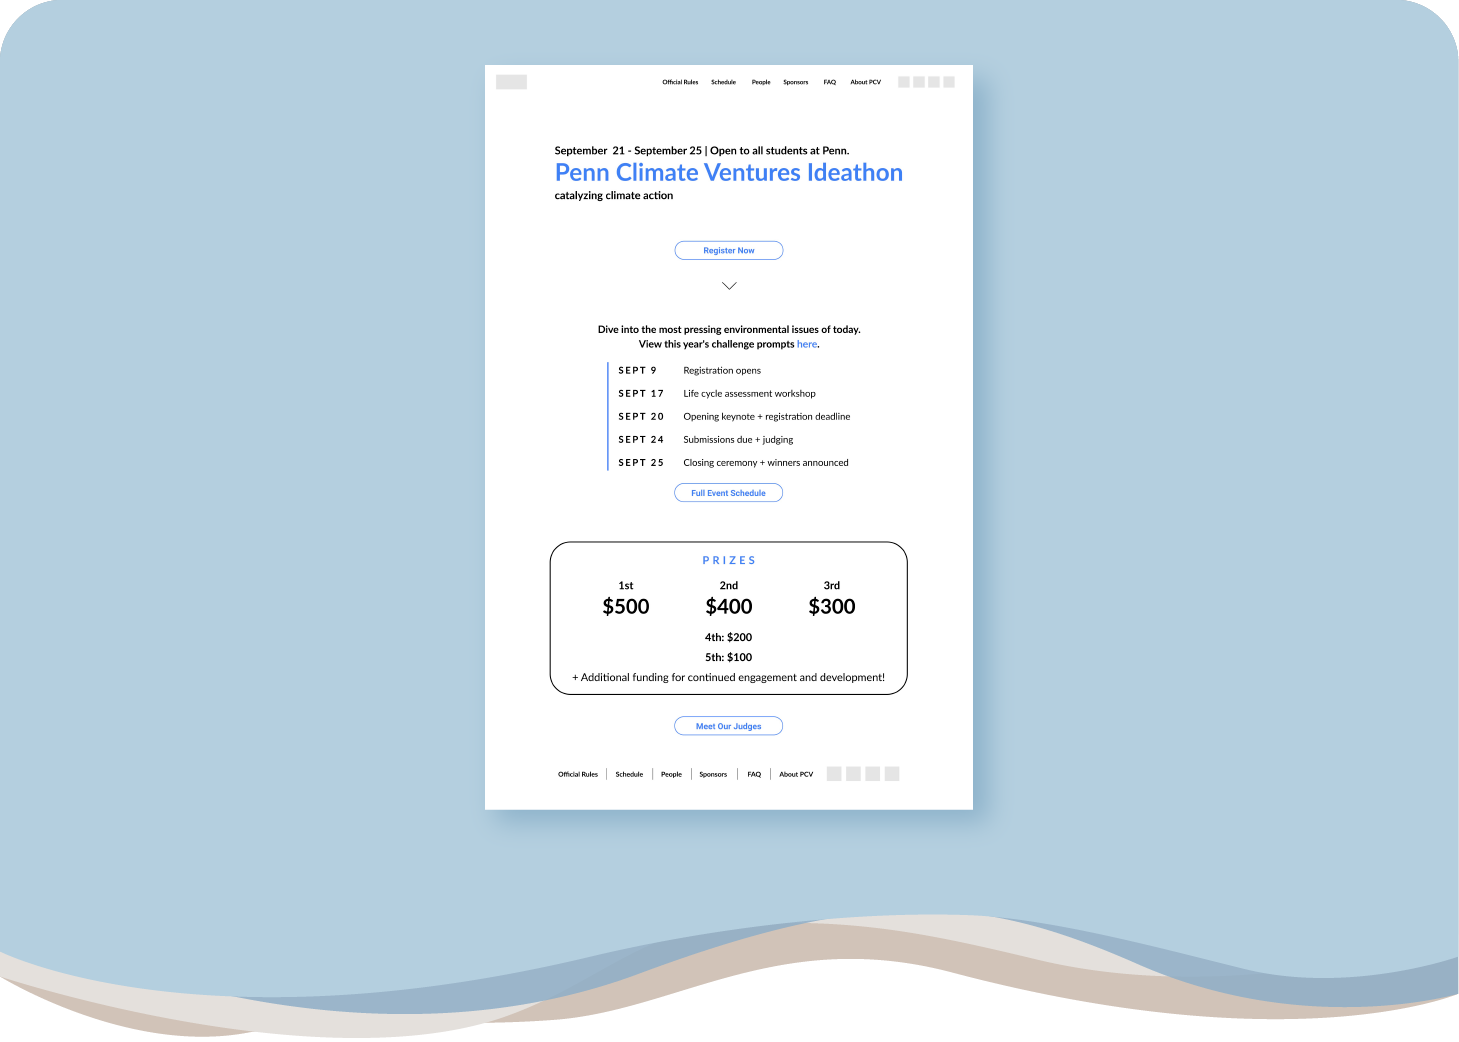 Official Rules Schedule People Sponsors FAQ About PCV
September  21 - September 25 | Open to all students at Penn.
Penn Climate Ventures Ideathon
catalyzing climate action
Register Now
Dive into the most pressing environmental issues of today.
View this year's challenge prompts here.
SEPT 9 Registration opens
SEPT 17 Life cycle assessment workshop
SEPT 20 Opening keynote + registration deadline
SEPT 24 Submissions due + judging
SEPT 25 Closing ceremony + winners announced
Full Event Schedule
PRIZES
1st 2nd 3rd
$500 $400 $300
4th: $200
5th: $100
+ Additional funding for continued engagement and development!
Meet Our Judges
Official Rules Schedule People Sponsors FAQ About PCV